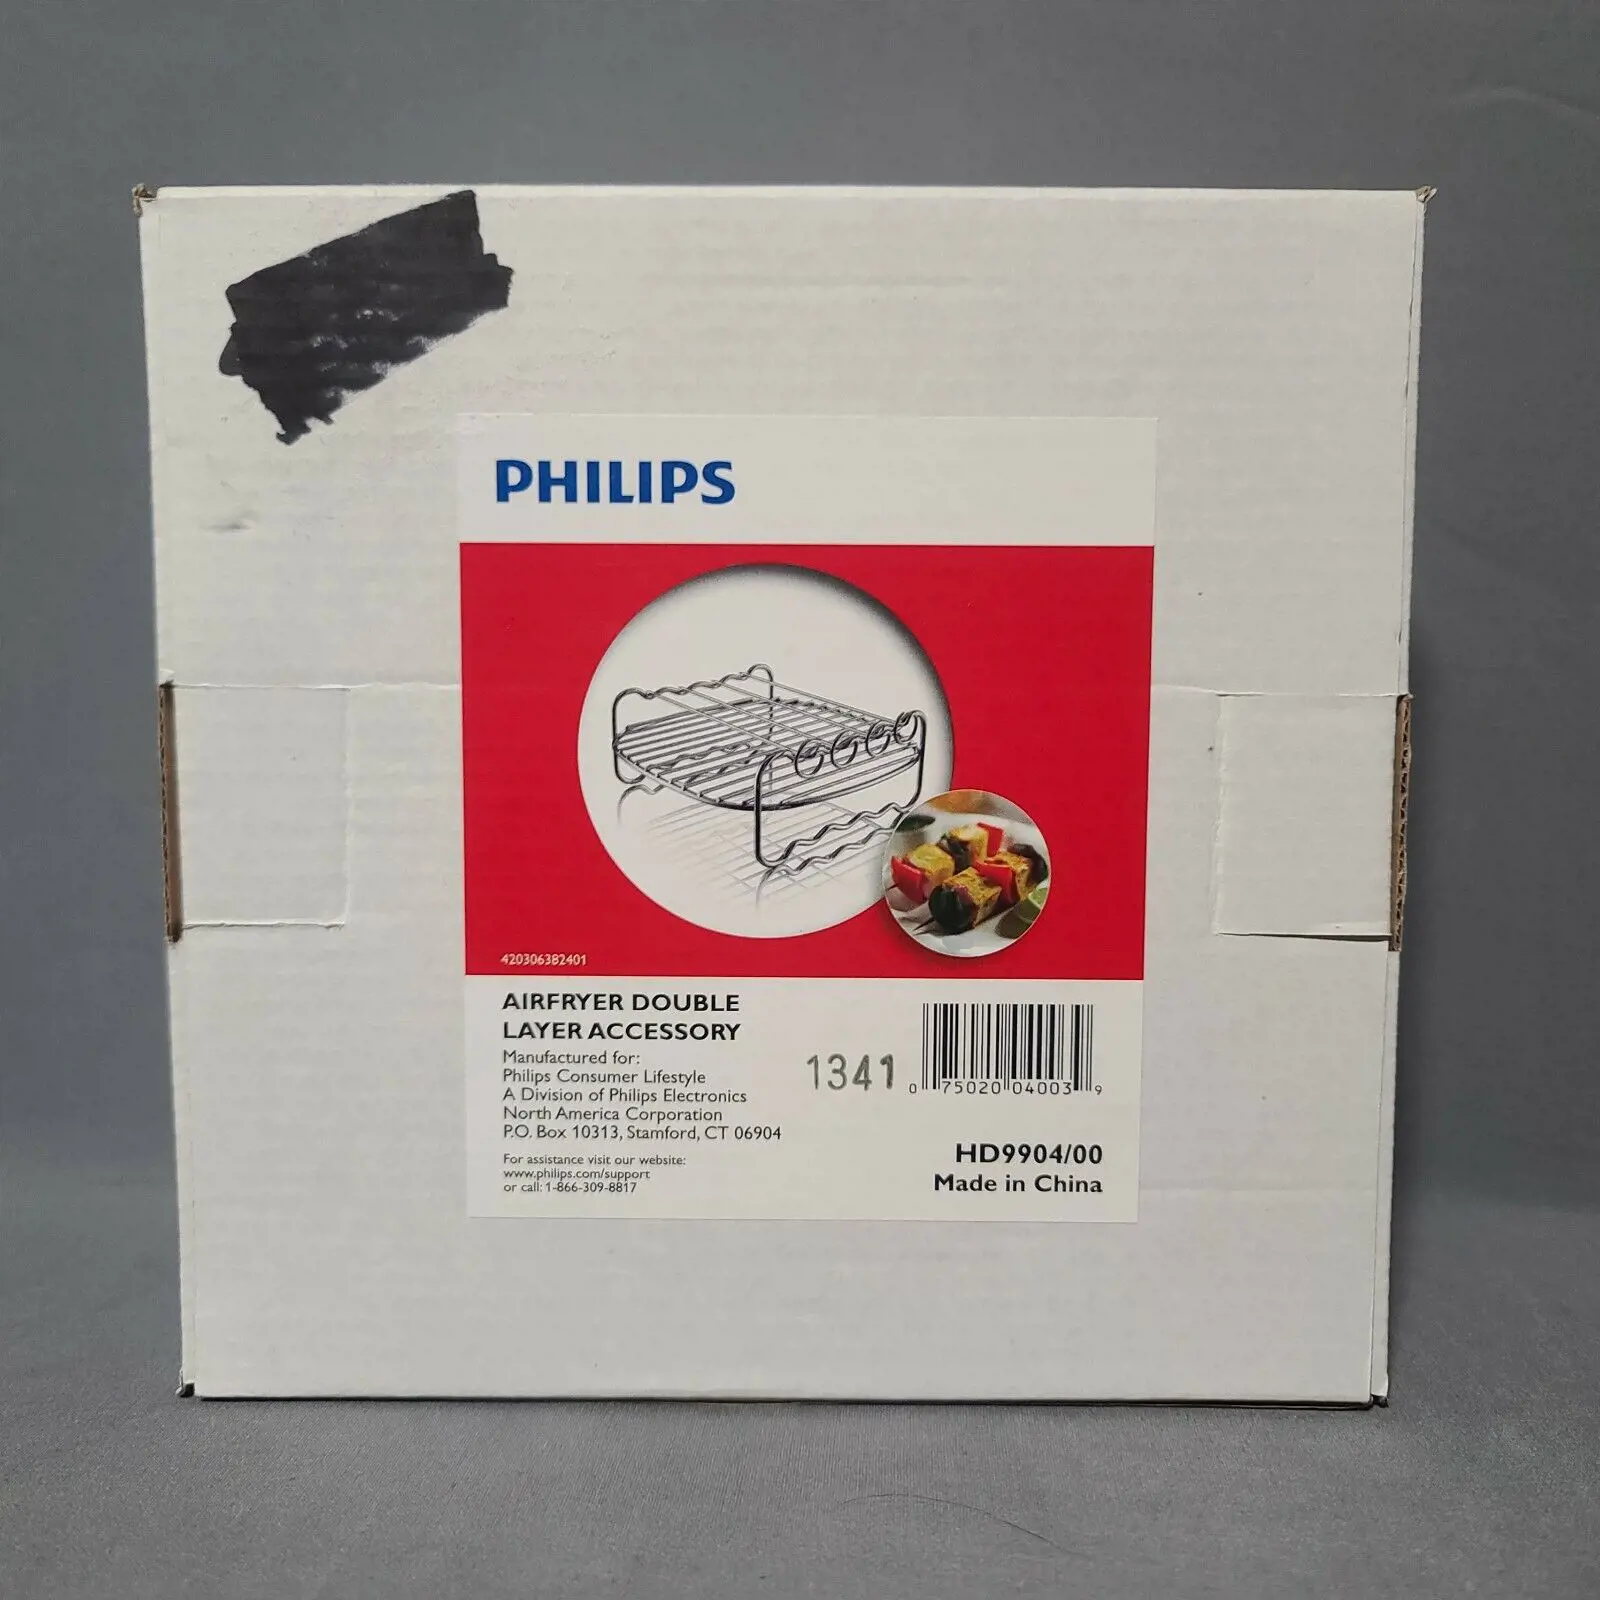 PHILIPS
420306382401
AIRFRYER DOUBLE
LAYER ACCESSORY
Manufactured for:
Philips Consumer Lifestyle
A Division of Philips Electronics
North America Corporation
P.O. Box 10313, Stamford, CT 06904
For assistance visit our website:
www.philips.com/support
or call: 1-866-309-8817
1341
0 75020 04003 9
HD9904/00
Made in China